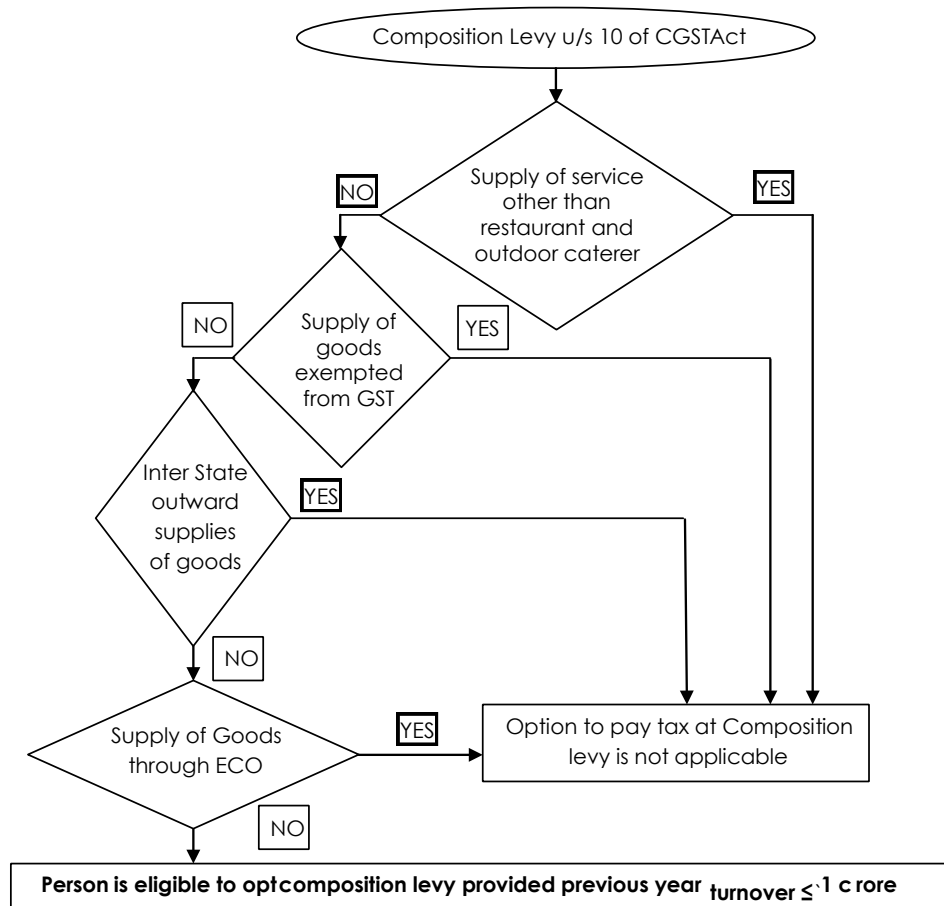 Composition Levy u/s 10 of CGSTAct
Supply of service
other than
restaurant and
outdoor caterer
NO
YES
Supply of
goods
exempted
from GST
NO
YES
Inter State
outward
supplies
of goods
YES
NO
Supply of Goods
through ECO
YES
Option to pay tax at Composition
levy is not applicable
NO
Person is eligible to optcomposition levy provided previous year turnover ≤`1 c rore